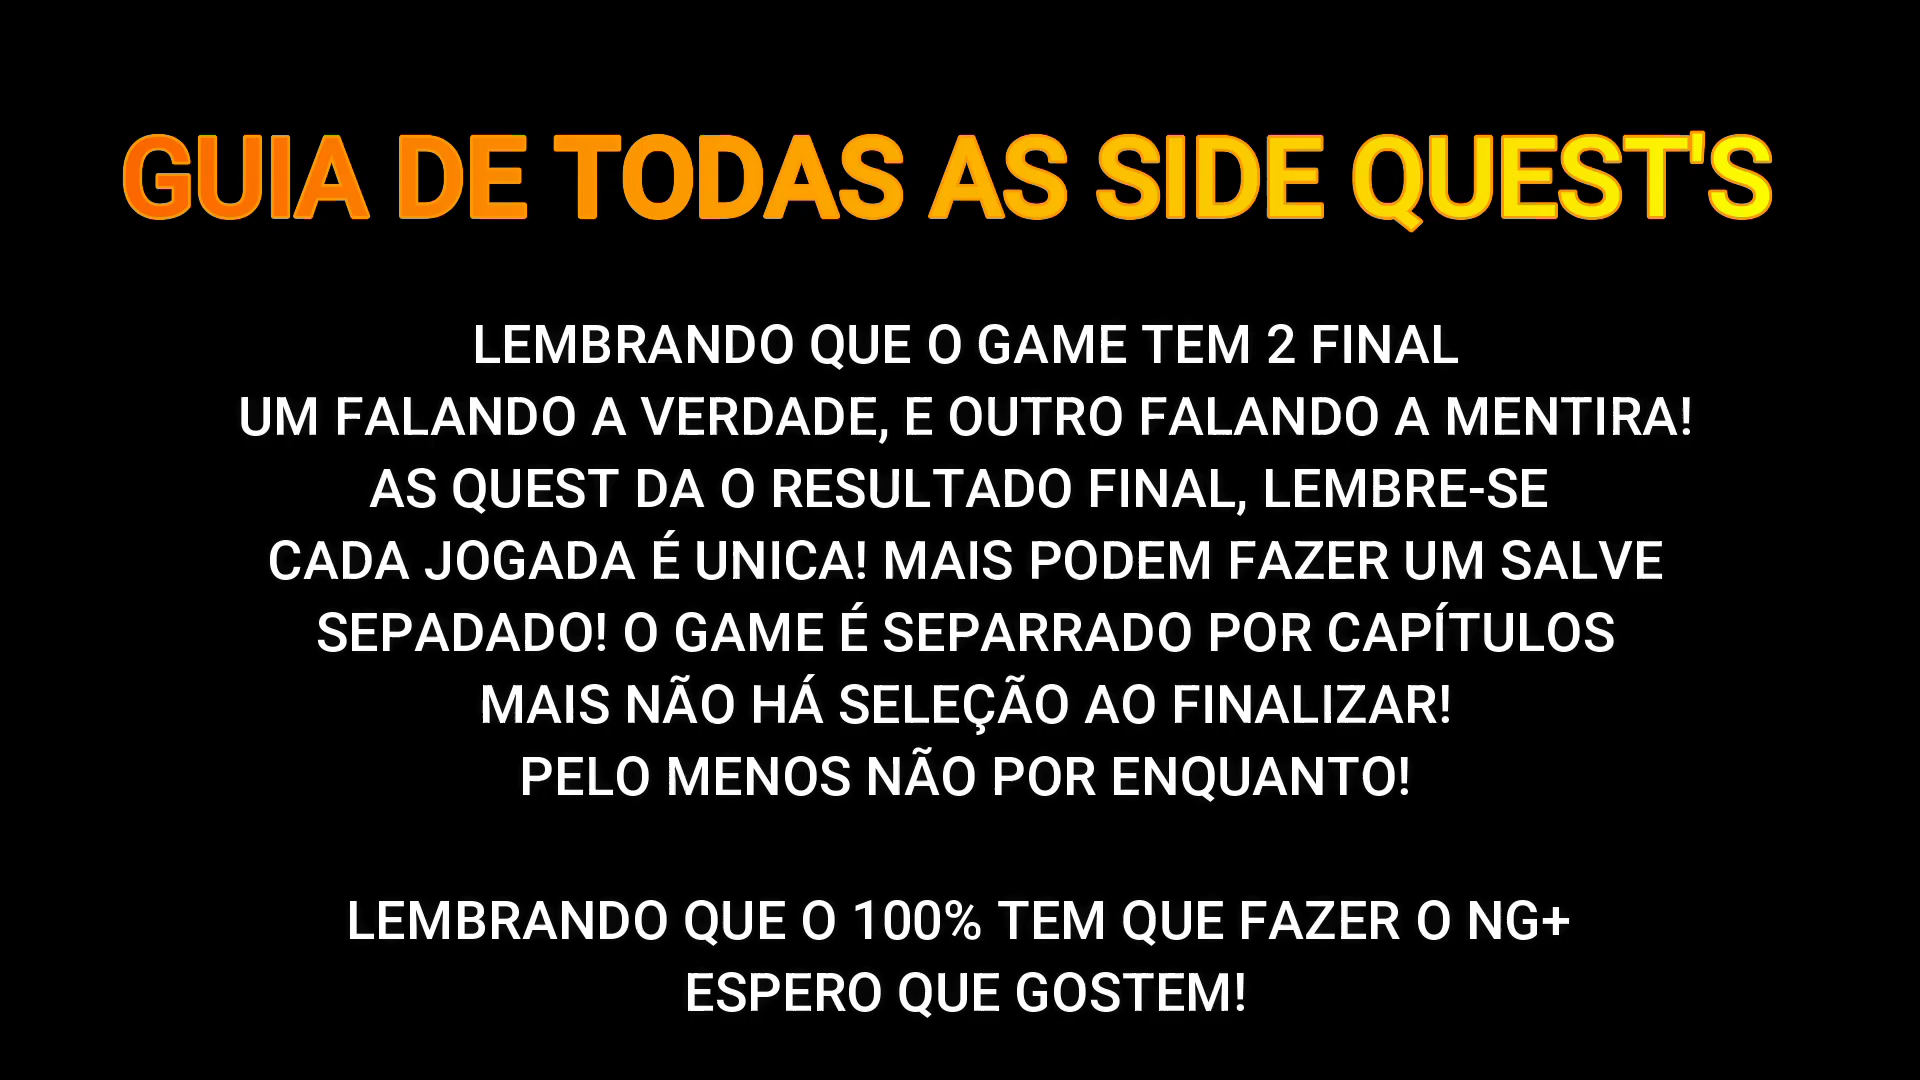 GUIA DE TODAS AS SIDE QUEST'S
LEMBRANDO QUE O GAME TEM 2 FINAL
UM FALANDO A VERDADE, E OUTRO FALANDO A MENTIRA!
AS QUEST DA O RESULTADO FINAL, LEMBRE-SE
CADA JOGADA É UNICA! MAIS PODEM FAZER UM SALVE
SEPADADO! O GAME É SEPARRADO POR CAPÍTULOS
MAIS NÃO HÁ SELEÇÃO AO FINALIZAR!
PELO MENOS NÃO POR ENQUANTO!
LEMBRANDO QUE O 100% TEM QUE FAZER O NG+
ESPERO QUE GOSTEM!